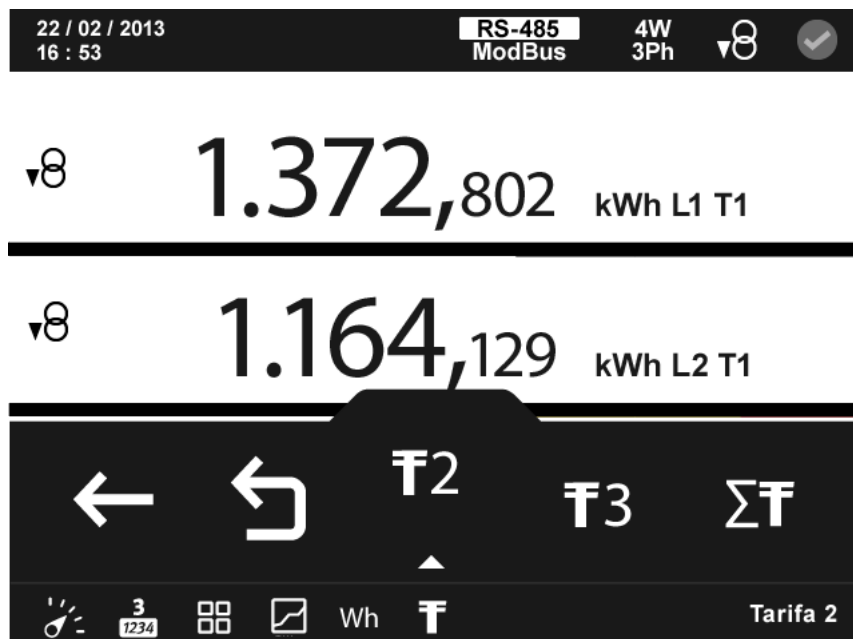 22 / 02 / 2013
16 : 53
RS-485
ModBus
4W
3Ph
1.372,802 kWh L1 T1
1.164,129 kWh L2 T1
₸2
₸3
Σ₸
3
1234
Wh
₸
Tarifa 2